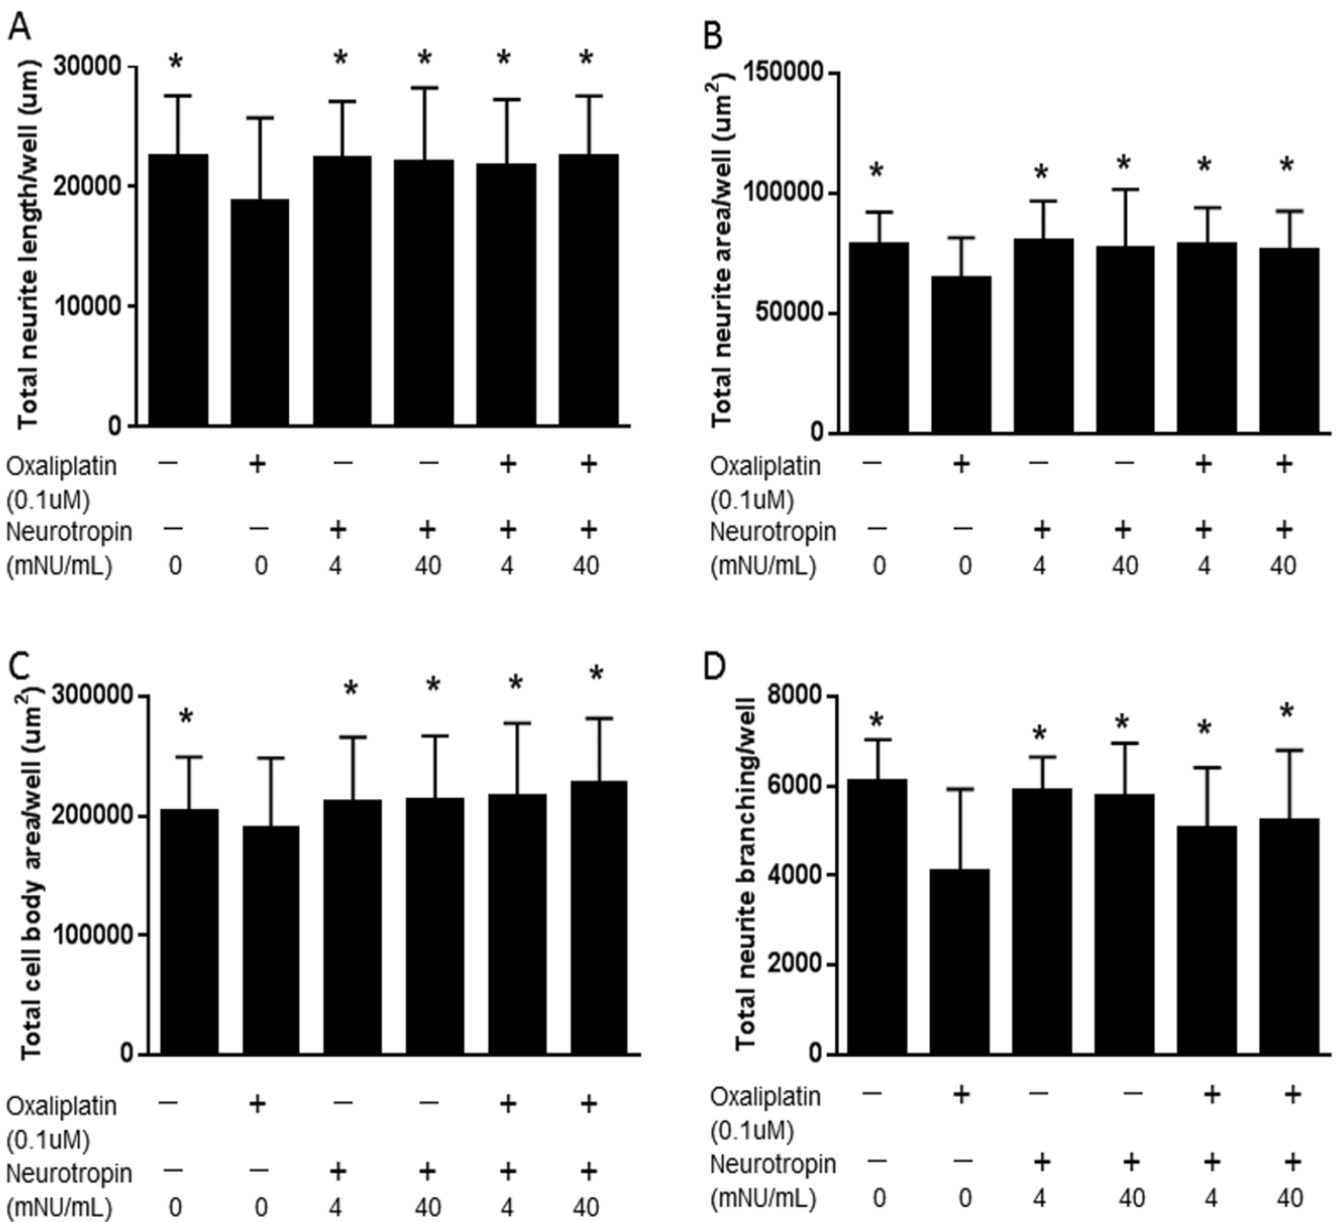 A
Total neurite length/well (um)
30000
20000
10000
0
* * * * *
Oxaliplatin – + – – + +
(0.1uM)
Neurotropin – – + + + +
(mNU/mL) 0 0 4 40 4 40
B
Total neurite area/well (um²)
150000
100000
50000
0
* * * * *
Oxaliplatin – + – – + +
(0.1uM)
Neurotropin – – + + + +
(mNU/mL) 0 0 4 40 4 40
C
Total cell body area/well (um²)
300000
200000
100000
0
* * * * *
Oxaliplatin – + – – + +
(0.1uM)
Neurotropin – – + + + +
(mNU/mL) 0 0 4 40 4 40
D
Total neurite branching/well
8000
6000
4000
2000
0
* * * * *
Oxaliplatin – + – – + +
(0.1uM)
Neurotropin – – + + + +
(mNU/mL) 0 0 4 40 4 40